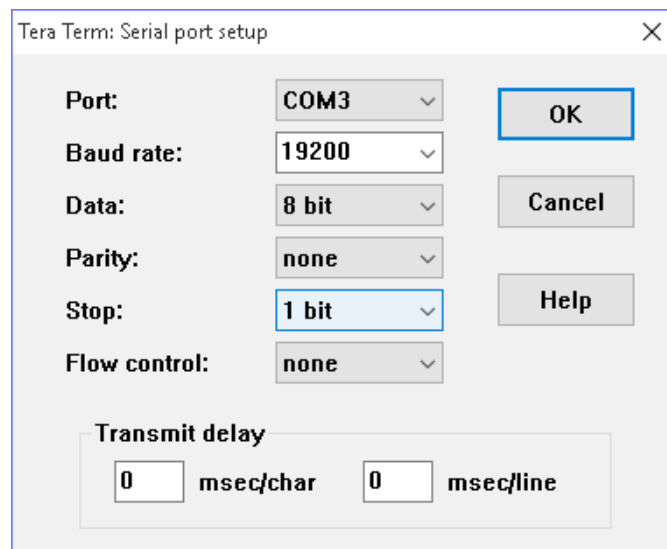 Tera Term: Serial port setup
Port: COM3 OK
Baud rate: 19200
Data: 8 bit Cancel
Parity: none
Stop: 1 bit Help
Flow control: none
Transmit delay
0 msec/char 0 msec/line